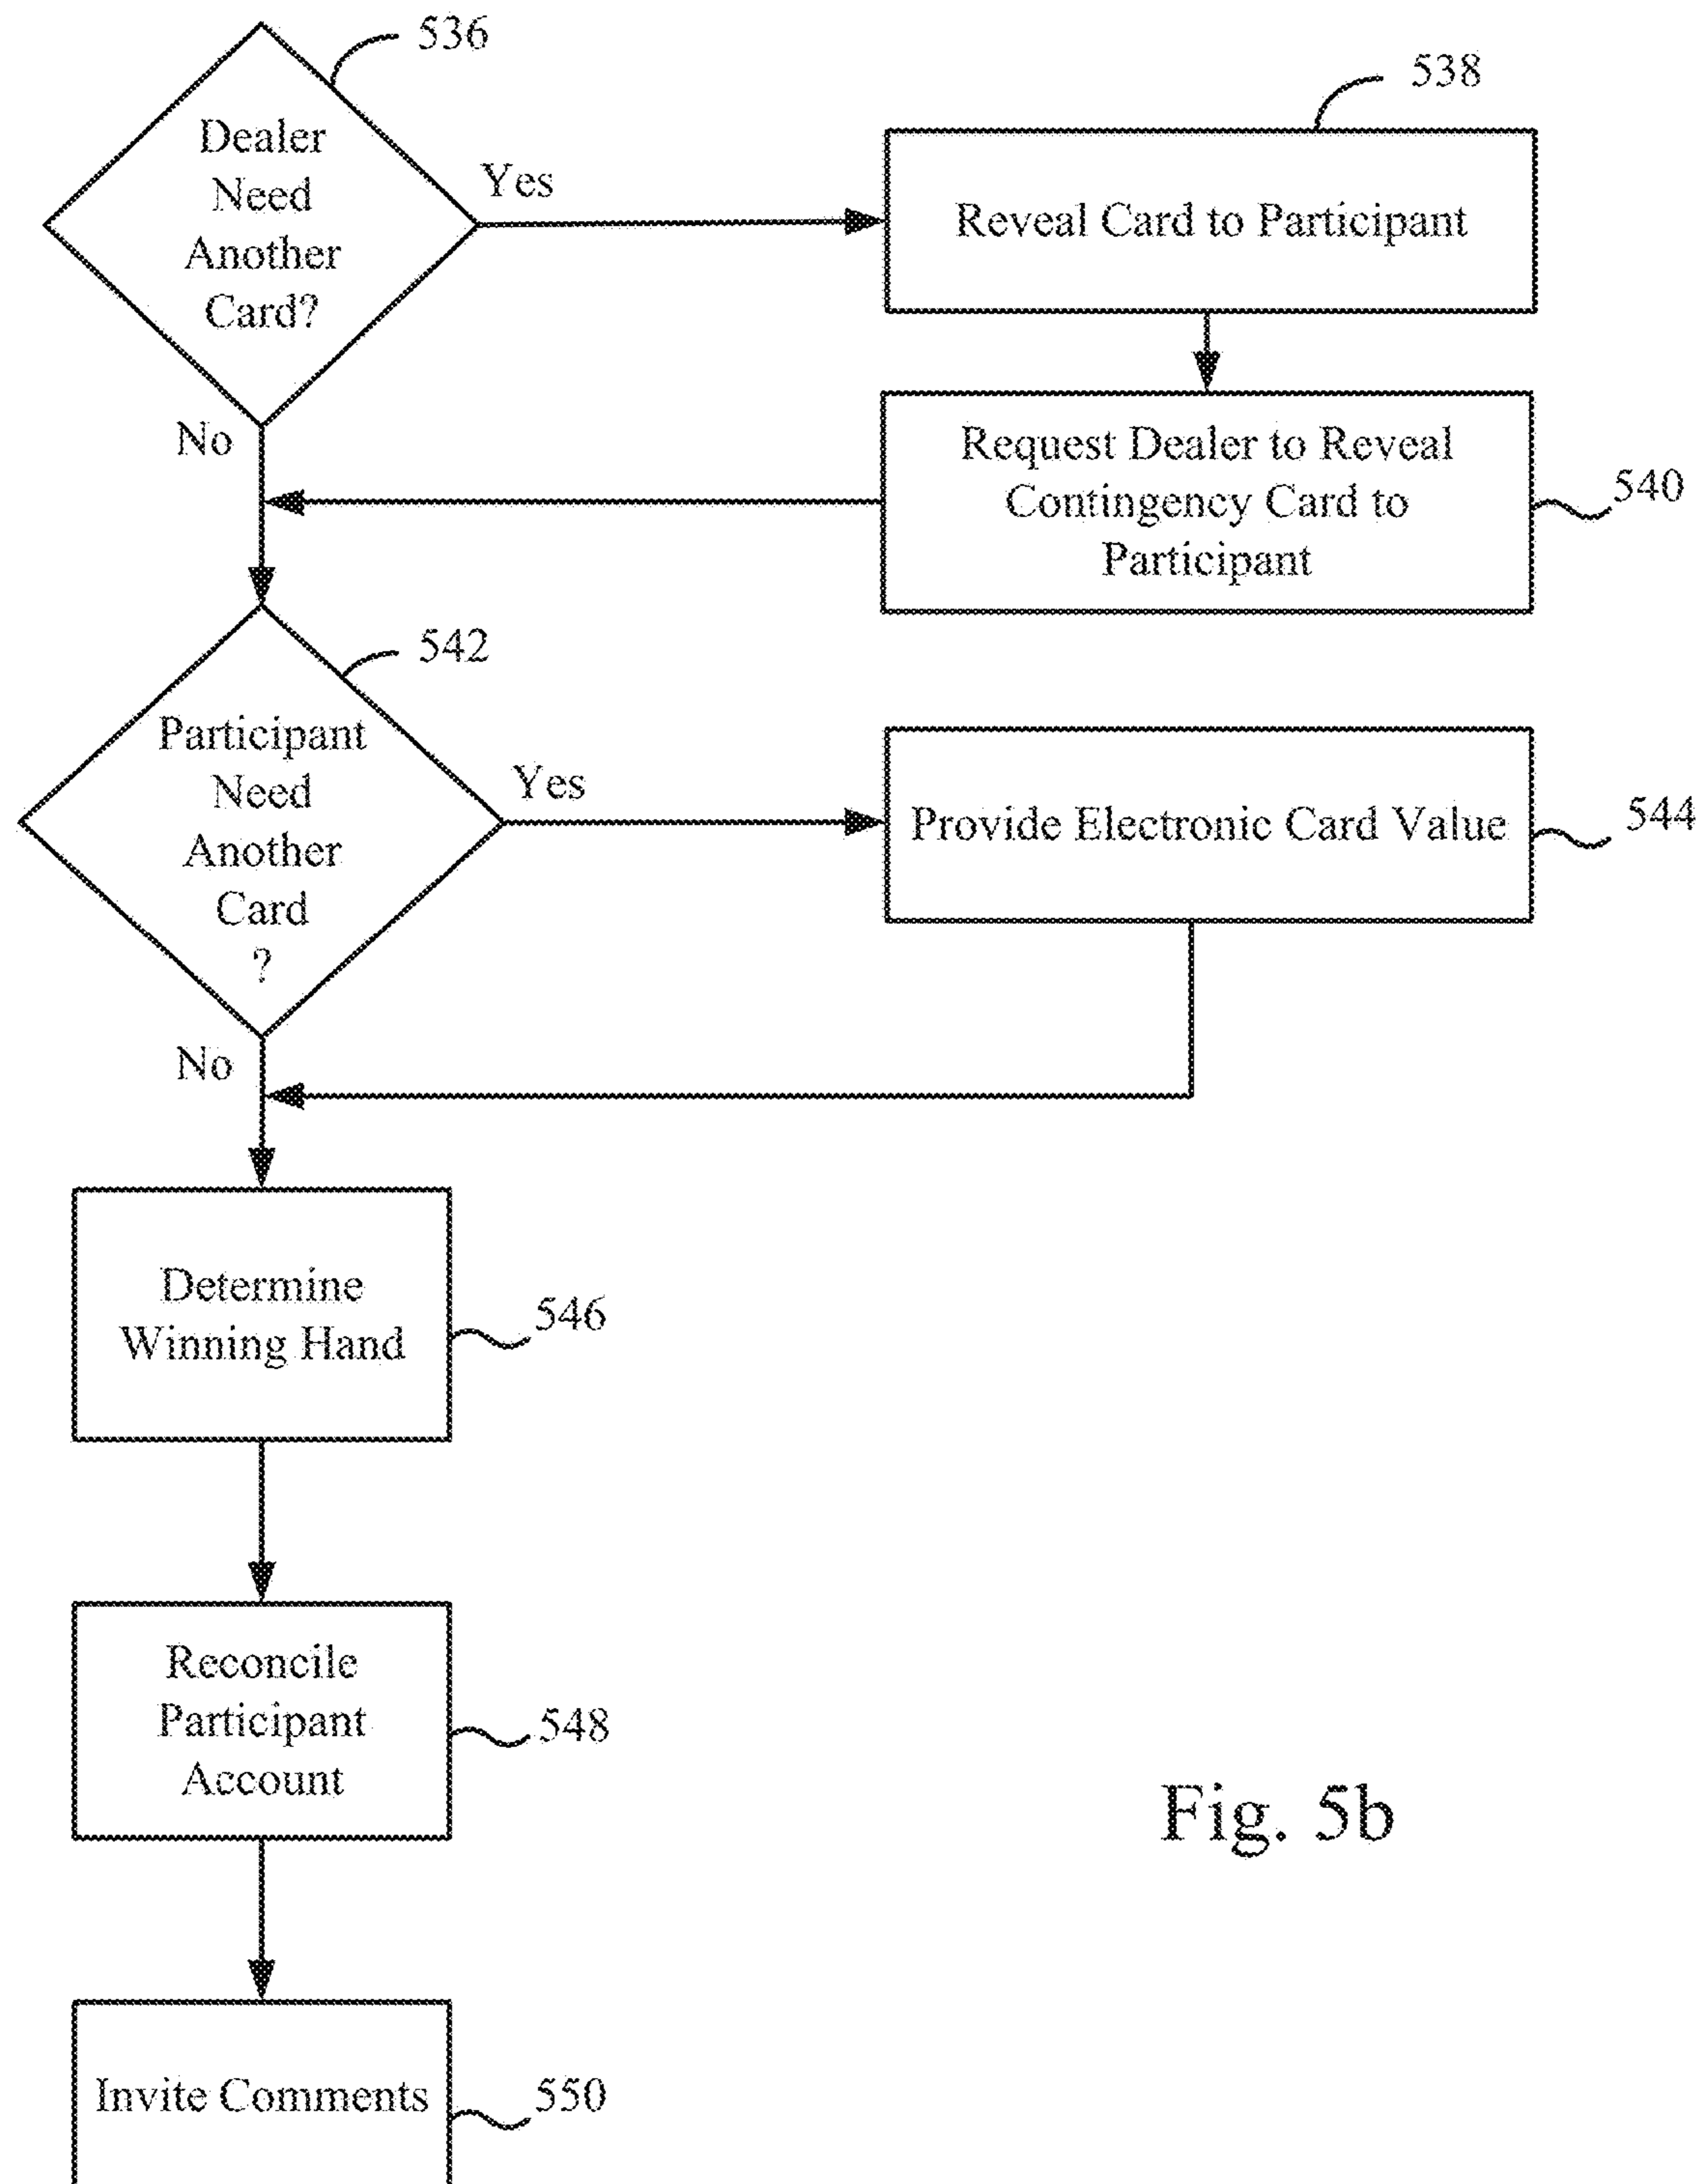 536
Dealer
Need
Another
Card?
Yes
538
Reveal Card to Participant
No
Request Dealer to Reveal
Contingency Card to
Participant
540
542
Participant
Need
Another
Card
?
Yes
Provide Electronic Card Value
544
No
Determine
Winning Hand
546
Reconcile
Participant
Account
548
Fig. 5b
Invite Comments
550